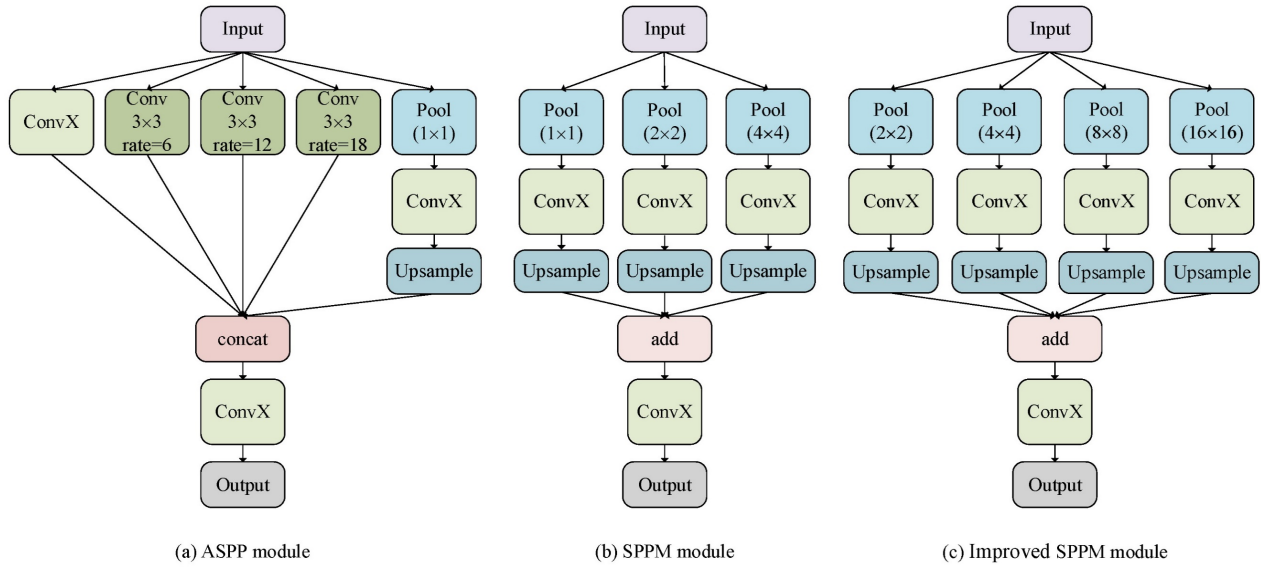 Input
ConvX
Conv
3×3
rate=6
Conv
3×3
rate=12
Conv
3×3
rate=18
Pool
(1×1)
ConvX
Upsample
concat
ConvX
Output
(a) ASPP module
Input
Pool
(1×1)
Pool
(2×2)
Pool
(4×4)
ConvX
ConvX
ConvX
Upsample
Upsample
Upsample
add
ConvX
Output
(b) SPPM module
Input
Pool
(2×2)
Pool
(4×4)
Pool
(8×8)
Pool
(16×16)
ConvX
ConvX
ConvX
ConvX
Upsample
Upsample
Upsample
Upsample
add
ConvX
Output
(c) Improved SPPM module